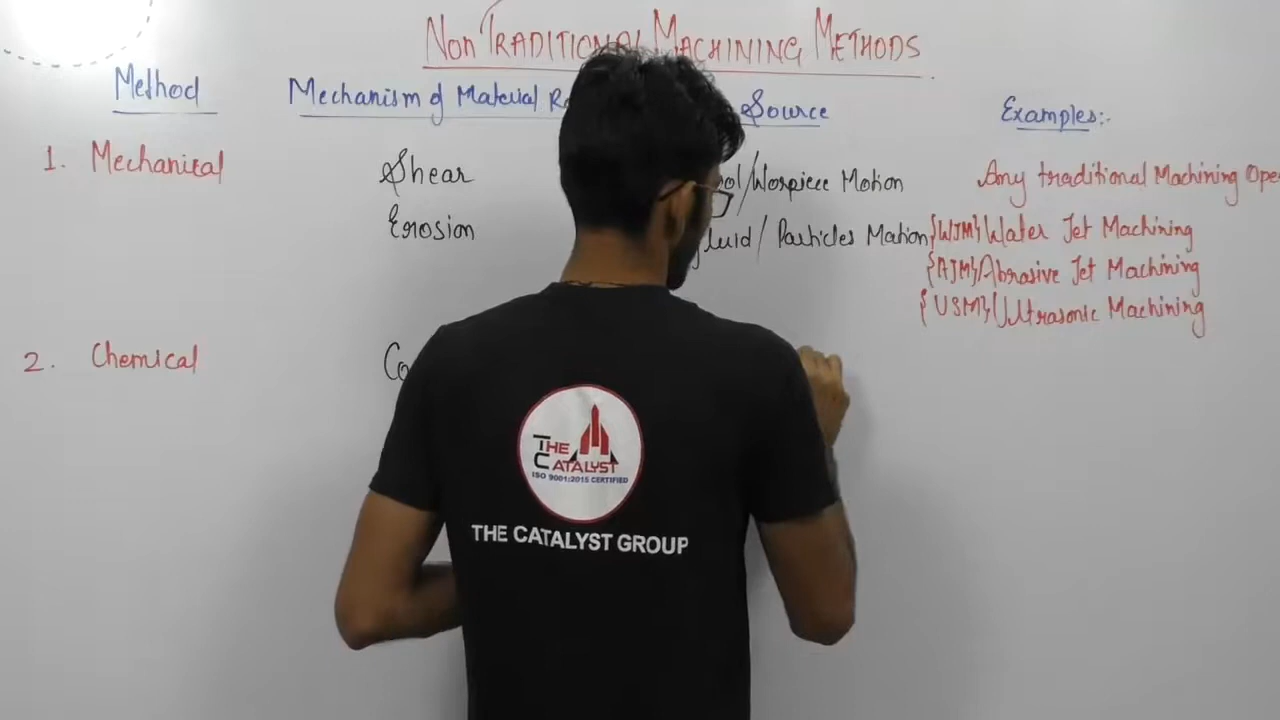 Non TRADITIONAL MACHINING METHODS
Method Mechanism of Material Source Examples:-
1. Mechanical Shear /Worpiece Motion Any traditional Machining
Erosion / Particles Motion {WJM} Water Jet Machining
{AJM} Abrasive Jet Machining
{USM} Ultrasonic Machining
2. Chemical
THE
CATALYST
ISO 9001:2015 CERTIFIED
THE CATALYST GROUP